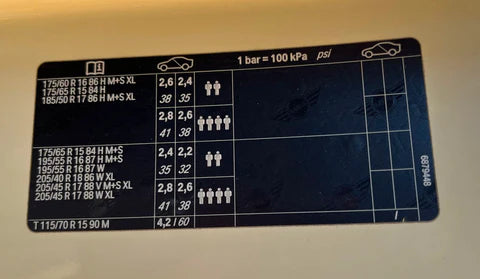 1 bar = 100 kPa psi
175/60 R 16 86 H M+S XL 2,6 2,4
175/65 R 15 84 H 38 35
185/50 R 17 86 H M+S XL
2,8 2,6
41 38
175/65 R 15 84 H M+S 2,4 2,2
195/55 R 16 87 H M+S
195/55 R 16 87 W 35 32
205/40 R 18 86 W XL
205/45 R 17 88 V M+S XL 2,8 2,6
205/45 R 17 88 W XL 41 38
T 115/70 R 15 90 M 4,2 / 60
6879448